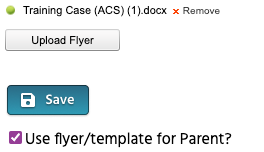 Training Case (ACS) (1).docx x Remove
Upload Flyer
Save
Use flyer/template for Parent?